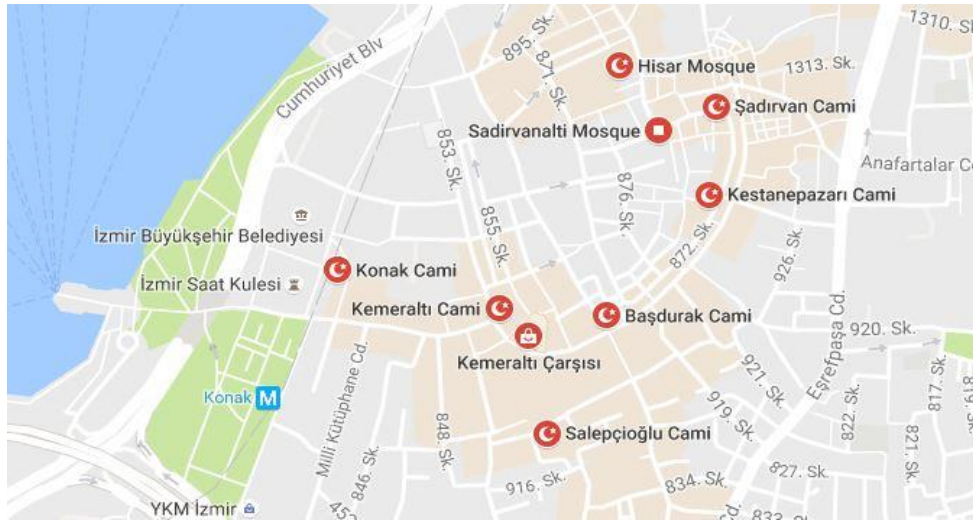 1310. Sk.
895. Sk.
Cumhuriyet Blv
871. Sk.
Hisar Mosque
1313. Sk.
Şadırvan Cami
Sadirvanalti Mosque
853. Sk.
Anafartalar C
876. Sk.
Kestanepazarı Cami
855. Sk.
872. Sk.
926. Sk.
İzmir Büyükşehir Belediyesi
Konak Cami
İzmir Saat Kulesi
Kemeraltı Cami
Başdurak Cami
920. Sk.
Eşrefpaşa Cd.
Kemeraltı Çarşısı
Milli Kütüphane Cd.
921. Sk.
817. Sk.
819.
Konak M
919. Sk.
822. Sk.
821. Sk.
848. Sk.
Salepçioğlu Cami
846. Sk.
916. Sk.
834. Sk.
827. Sk.
YKM İzmir
Cd.
833.